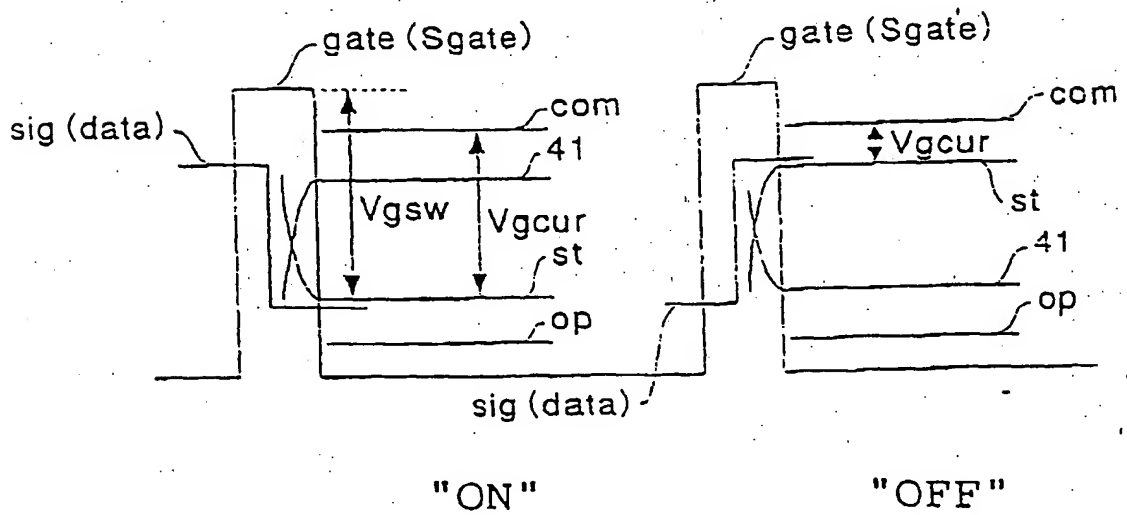 gate (Sgate)
sig (data)
com
41
Vgsw
Vgcur
st
op
sig (data)
"ON"
gate (Sgate)
com
Vgcur
st
41
op
"OFF"